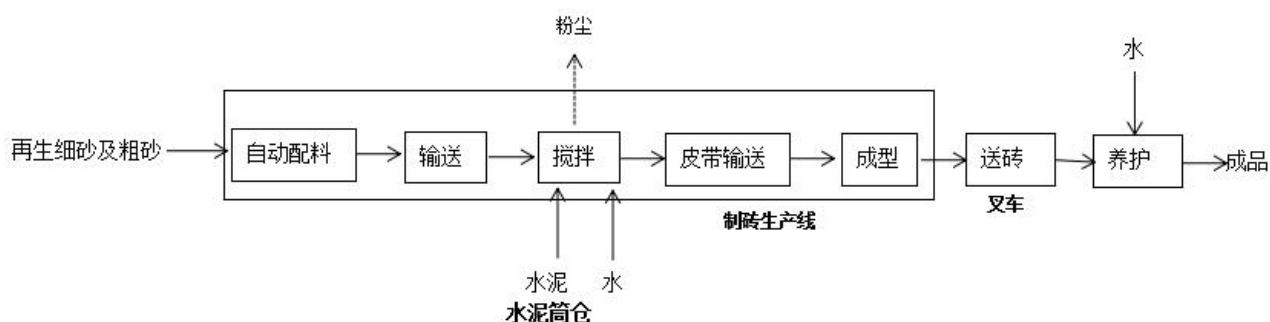 粉尘
水
再生细砂及粗砂
自动配料
输送
搅拌
皮带输送
成型
送砖
养护
成品
叉车
制砖生产线
水泥
水
水泥筒仓